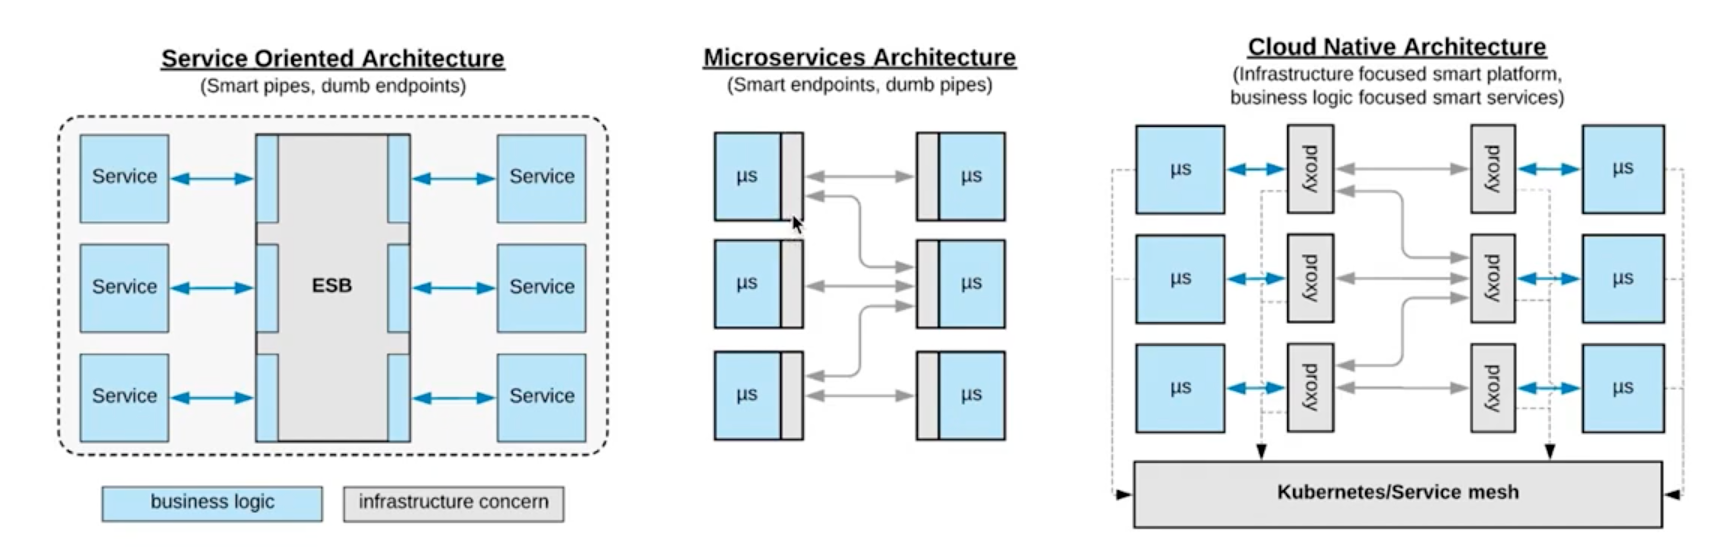 Service Oriented Architecture
(Smart pipes, dumb endpoints)
Service
Service
Service
ESB
Service
Service
Service
business logic
infrastructure concern
Microservices Architecture
(Smart endpoints, dumb pipes)
µs
µs
µs
µs
µs
µs
Cloud Native Architecture
(Infrastructure focused smart platform,
business logic focused smart services)
µs
proxy
proxy
µs
µs
proxy
proxy
µs
µs
proxy
proxy
µs
Kubernetes/Service mesh